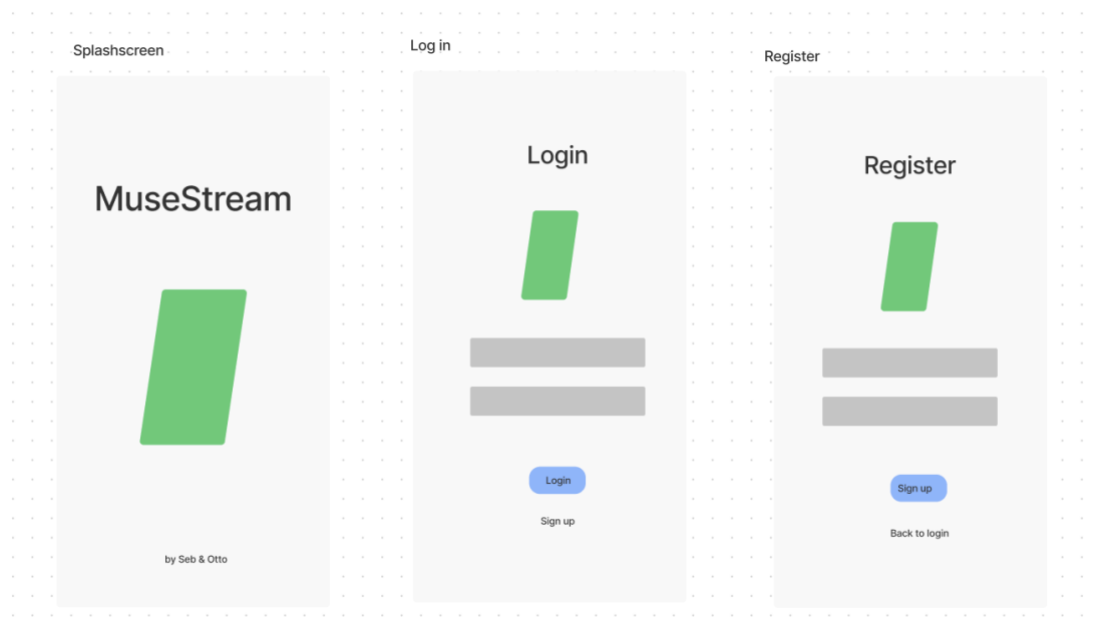 Splashscreen
MuseStream
by Seb & Otto
Log in
Login
Login
Sign up
Register
Register
Sign up
Back to login